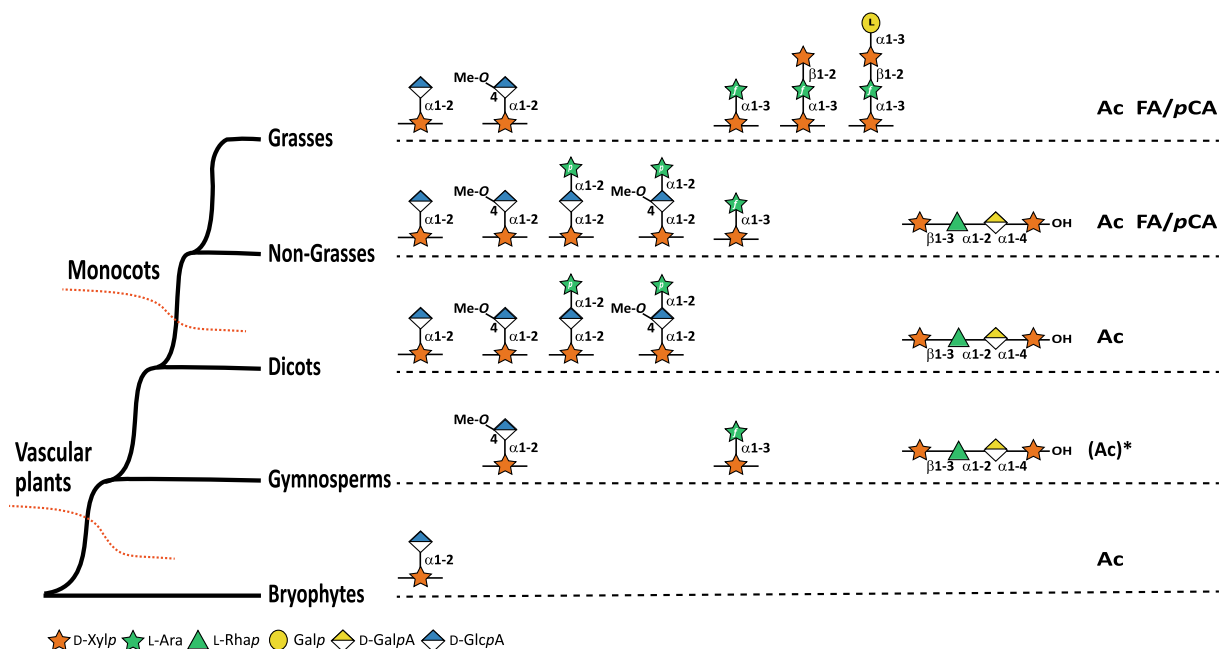 L
α1-3
β1-2 β1-2
Me-O 4
α1-2 α1-2 f α1-3 f α1-3 f α1-3
Ac FA/pCA
Grasses
p α1-2 p α1-2
Me-O 4 Me-O 4
α1-2 α1-2 α1-2 α1-2 f α1-3
β1-3 α1-2 α1-4 OH
Ac FA/pCA
Non-Grasses
Monocots
p α1-2 p α1-2
Me-O 4 Me-O 4
α1-2 α1-2 α1-2 α1-2
β1-3 α1-2 α1-4 OH
Ac
Dicots
Me-O 4
α1-2 f α1-3
β1-3 α1-2 α1-4 OH
(Ac)*
Vascular
plants
Gymnosperms
α1-2
Ac
Bryophytes
D-Xylp L-Ara L-Rhap Galp D-GalpA D-GlcpA